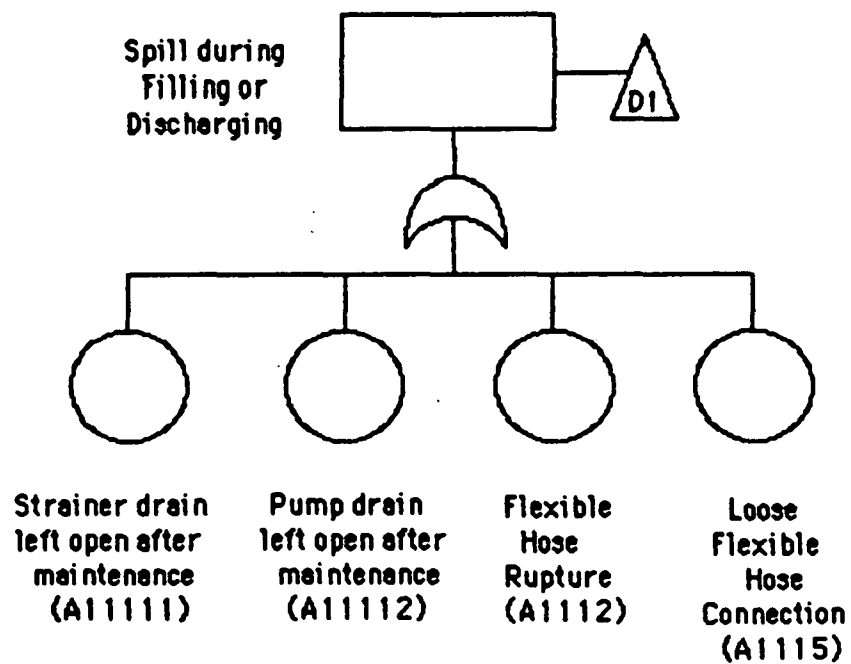 Spill during
Filling or
Discharging
D1
Strainer drain
left open after
maintenance
(A11111)
Pump drain
left open after
maintenance
(A11112)
Flexible
Hose
Rupture
(A1112)
Loose
Flexible
Hose
Connection
(A1115)